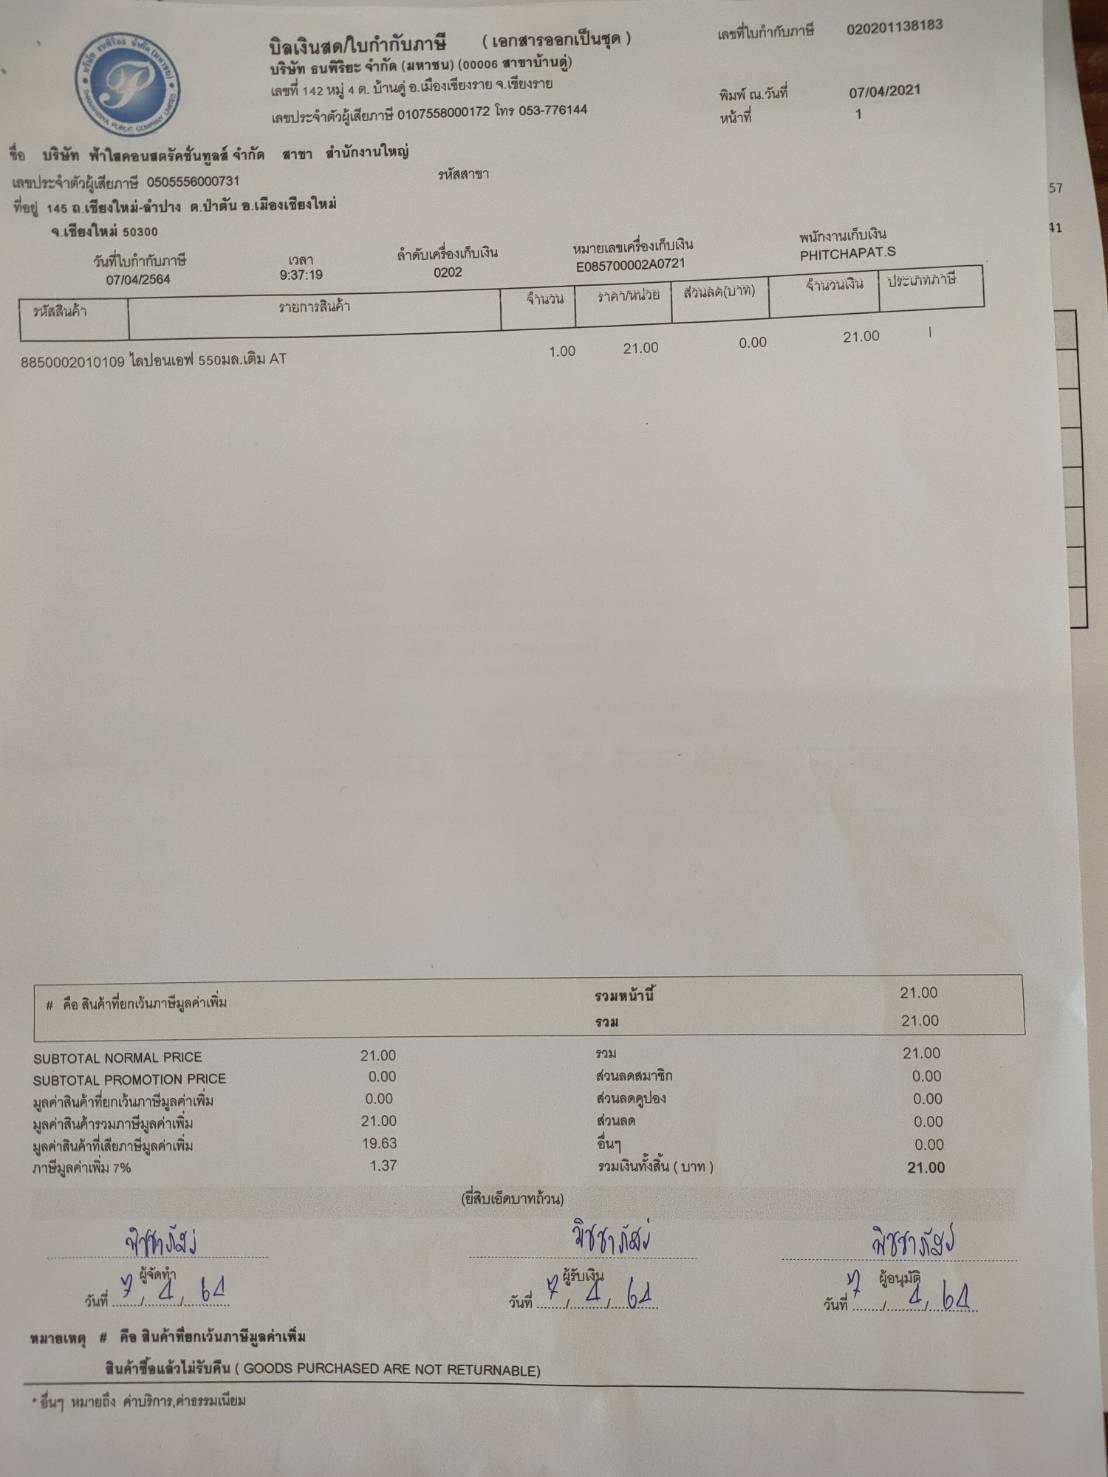 บิลเงินสด/ใบกำกับภาษี ( เอกสารออกเป็นชุด ) เลขที่ใบกำกับภาษี 020201138183
บริษัท ธนพิริยะ จำกัด (มหาชน) (00006 สาขาบ้านดู่)
เลขที่ 142 หมู่ 4 ต. บ้านดู่ อ.เมืองเชียงราย จ.เชียงราย พิมพ์ ณ.วันที่ 07/04/2021
เลขประจำตัวผู้เสียภาษี 0107558000172 โทร 053-776144 หน้าที่ 1
ชื่อ บริษัท ฟ้าใสคอนสตรัคชั่นทูลส์ จำกัด สาขา สำนักงานใหญ่
เลขประจำตัวผู้เสียภาษี 0505556000731 รหัสสาขา
ที่อยู่ 145 ถ.เชียงใหม่-ลำปาง ต.ป่าตัน อ.เมืองเชียงใหม่
จ.เชียงใหม่ 50300
วันที่ใบกำกับภาษี เวลา ลำดับเครื่องเก็บเงิน หมายเลขเครื่องเก็บเงิน พนักงานเก็บเงิน
07/04/2564 9:37:19 0202 E085700002A0721 PHITCHAPAT.S
รหัสสินค้า รายการสินค้า จำนวน ราคา/หน่วย ส่วนลด(บาท) จำนวนเงิน ประเภทภาษี
8850002010109 ไลปอนเอฟ 550มล.เติม AT 1.00 21.00 0.00 21.00 I
57
41
# คือ สินค้าที่ยกเว้นภาษีมูลค่าเพิ่ม รวมหน้านี้ 21.00
รวม 21.00
SUBTOTAL NORMAL PRICE 21.00 รวม 21.00
SUBTOTAL PROMOTION PRICE 0.00 ส่วนลดสมาชิก 0.00
มูลค่าสินค้าที่ยกเว้นภาษีมูลค่าเพิ่ม 0.00 ส่วนลดคูปอง 0.00
มูลค่าสินค้ารวมภาษีมูลค่าเพิ่ม 21.00 ส่วนลด 0.00
มูลค่าสินค้าที่เสียภาษีมูลค่าเพิ่ม 19.63 อื่นๆ 0.00
ภาษีมูลค่าเพิ่ม 7% 1.37 รวมเงินทั้งสิ้น ( บาท ) 21.00
(ยี่สิบเอ็ดบาทถ้วน)
ผู้จัดทำ ผู้รับเงิน ผู้อนุมัติ
วันที่ 7/4/64 วันที่ 7/4/64 วันที่ 7/4/64
หมายเหตุ # คือ สินค้าที่ยกเว้นภาษีมูลค่าเพิ่ม
สินค้าซื้อแล้วไม่รับคืน ( GOODS PURCHASED ARE NOT RETURNABLE)
* อื่นๆ หมายถึง ค่าบริการ,ค่าธรรมเนียม